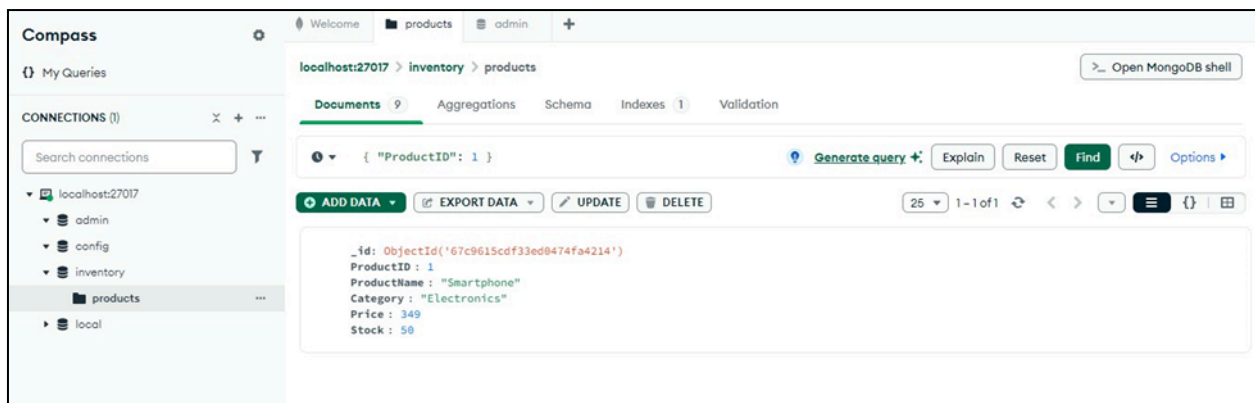 Compass
{} My Queries
CONNECTIONS (1)
Search connections
localhost:27017
admin
config
inventory
products
local
Welcome
products
admin
localhost:27017 > inventory > products
>_ Open MongoDB shell
Documents 9 Aggregations Schema Indexes 1 Validation
{ "ProductID": 1 }
Generate query Explain Reset Find </> Options
ADD DATA EXPORT DATA UPDATE DELETE
25 1-1 of 1 {}
_id: ObjectId('67c9615cdf33ed0474fa4214')
ProductID : 1
ProductName : "Smartphone"
Category : "Electronics"
Price : 349
Stock : 50